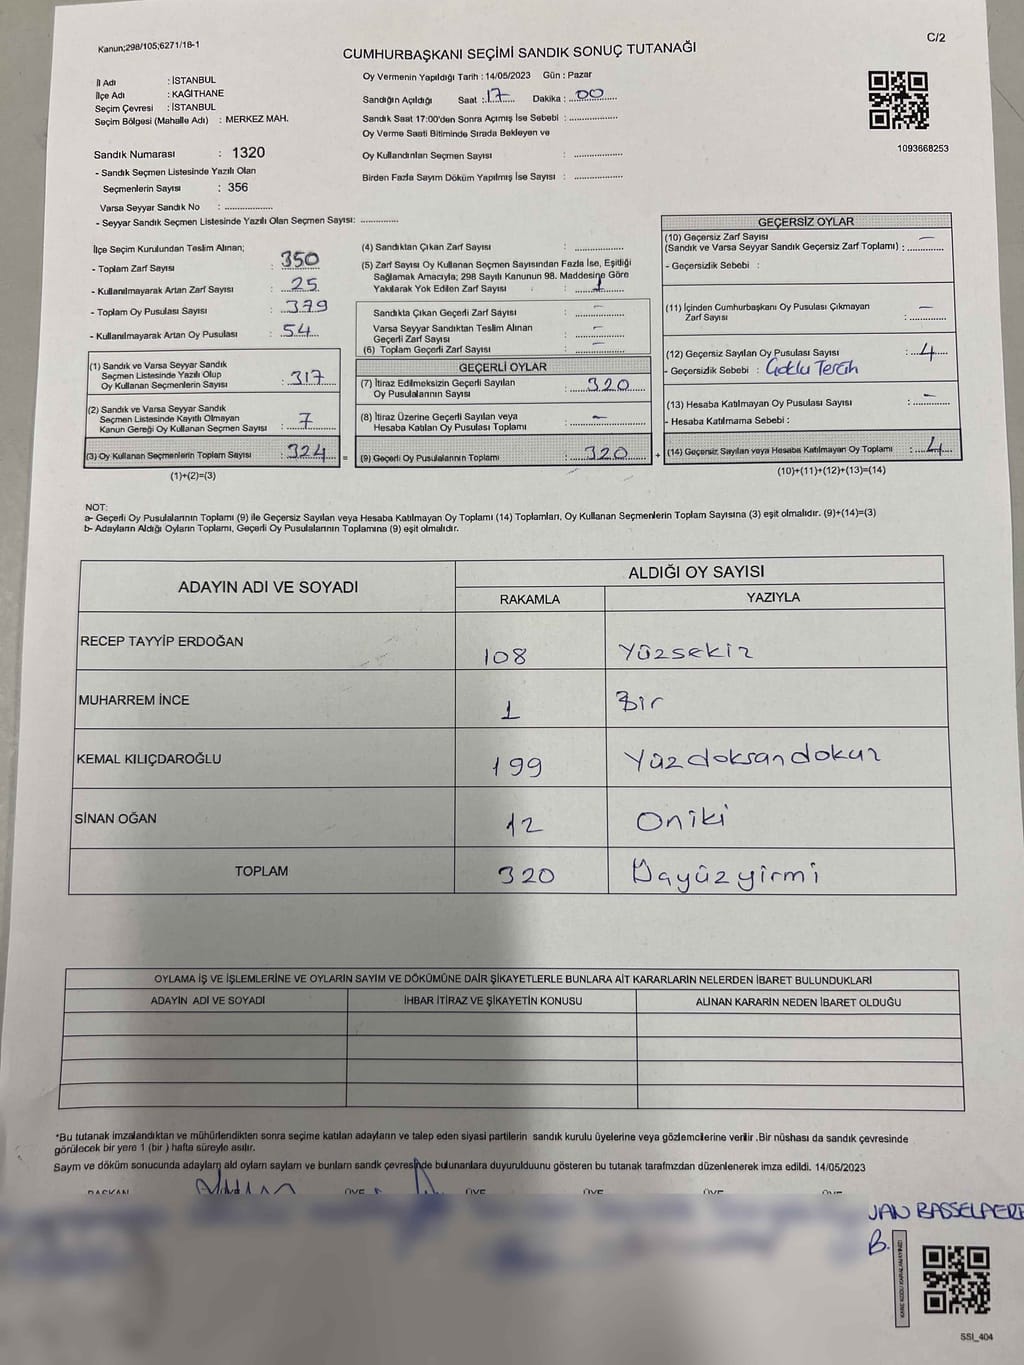 Kanun;298/105;6271/18-1
C/2
CUMHURBAŞKANI SEÇİMİ SANDIK SONUÇ TUTANAĞI
İl Adı : İSTANBUL
İlçe Adı : KAĞITHANE
Seçim Çevresi : İSTANBUL
Seçim Bölgesi (Mahalle Adı) : MERKEZ MAH.
Sandık Numarası : 1320
- Sandık Seçmen Listesinde Yazılı Olan
Seçmenlerin Sayısı : 356
Varsa Seyyar Sandık No : ...............
- Seyyar Sandık Seçmen Listesinde Yazılı Olan Seçmen Sayısı: ............
Oy Vermenin Yapıldığı Tarih : 14/05/2023 Gün : Pazar
Sandığın Açıldığı Saat : 17 Dakika : 00
Sandık Saat 17:00'den Sonra Açımış İse Sebebi : ...............
Oy Verme Saati Bitiminde Sırada Bekleyen ve
Oy Kullandırılan Seçmen Sayısı : ...............
Birden Fazla Sayım Döküm Yapılmış İse Sayısı : ...............
1093668253
İlçe Seçim Kurulundan Teslim Alınan;
- Toplam Zarf Sayısı : 350
- Kullanılmayarak Artan Zarf Sayısı : 25
- Toplam Oy Pusulası Sayısı : 379
- Kullanılmayarak Artan Oy Pusulası : 54
(1) Sandık ve Varsa Seyyar Sandık
Seçmen Listesinde Yazılı Olup
Oy Kullanan Seçmenlerin Sayısı : 317
(2) Sandık ve Varsa Seyyar Sandık
Seçmen Listesinde Kayıtlı Olmayan
Kanun Gereği Oy Kullanan Seçmen Sayısı : 7
(3) Oy Kullanan Seçmenlerin Toplam Sayısı : 324 =
(1)+(2)=(3)
(4) Sandıktan Çıkan Zarf Sayısı : ...............
(5) Zarf Sayısı Oy Kullanan Seçmen Sayısından Fazla İse, Eşitliği
Sağlamak Amacıyla; 298 Sayılı Kanunun 98. Maddesine Göre
Yakılarak Yok Edilen Zarf Sayısı : 1
Sandıkta Çıkan Geçerli Zarf Sayısı : –
Varsa Seyyar Sandıktan Teslim Alınan
Geçerli Zarf Sayısı : –
(6) Toplam Geçerli Zarf Sayısı : –
GEÇERLİ OYLAR
(7) İtiraz Edilmeksizin Geçerli Sayılan
Oy Pusulalarının Sayısı : 320
(8) İtiraz Üzerine Geçerli Sayılan veya
Hesaba Katılan Oy Pusulası Toplamı : –
(9) Geçerli Oy Pusulalarının Toplamı : 320 +
GEÇERSİZ OYLAR
(10) Geçersiz Zarf Sayısı
(Sandık ve Varsa Seyyar Sandık Geçersiz Zarf Toplamı) : –
- Geçersizlik Sebebi :
(11) İçinden Cumhurbaşkanı Oy Pusulası Çıkmayan
Zarf Sayısı : –
(12) Geçersiz Sayılan Oy Pusulası Sayısı : 4
- Geçersizlik Sebebi : Çoklu Tercih
(13) Hesaba Katılmayan Oy Pusulası Sayısı : –
- Hesaba Katılmama Sebebi :
(14) Geçersiz Sayılan veya Hesaba Katılmayan Oy Toplamı : 4
(10)+(11)+(12)+(13)=(14)
NOT:
a- Geçerli Oy Pusulalarının Toplamı (9) ile Geçersiz Sayılan veya Hesaba Katılmayan Oy Toplamı (14) Toplamları, Oy Kullanan Seçmenlerin Toplam Sayısına (3) eşit olmalıdır. (9)+(14)=(3)
b- Adayların Aldığı Oyların Toplamı, Geçerli Oy Pusulalarının Toplamına (9) eşit olmalıdır.
ADAYIN ADI VE SOYADI
ALDIĞI OY SAYISI
RAKAMLA YAZIYLA
RECEP TAYYİP ERDOĞAN 108 Yüzsekiz
MUHARREM İNCE 1 Bir
KEMAL KILIÇDAROĞLU 199 Yüzdoksandokuz
SİNAN OĞAN 12 Oniki
TOPLAM 320 Üçyüzyirmi
OYLAMA İŞ VE İŞLEMLERİNE VE OYLARIN SAYIM VE DÖKÜMÜNE DAİR ŞİKAYETLERLE BUNLARA AİT KARARLARIN NELERDEN İBARET BULUNDUKLARI
ADAYIN ADI VE SOYADI İHBAR İTİRAZ VE ŞİKAYETİN KONUSU ALINAN KARARIN NEDEN İBARET OLDUĞU
*Bu tutanak imzalandıktan ve mühürlendikten sonra seçime katılan adayların ve talep eden siyasi partilerin sandık kurulu üyelerine veya gözlemcilerine verilir .Bir nüshası da sandık çevresinde
görülecek bir yere 1 (bir ) hafta süreyle asılır.
Saym ve döküm sonucunda adaylarn ald oylarn saylarn ve bunlarn sandk çevresinde bulunanlara duyurulduunu gösteren bu tutanak tarafmzdan düzenlenerek imza edildi. 14/05/2023
BAŞKAN ÜYE ÜYE ÜYE ÜYE ÜYE
JAN BASSELAERE
B.
SSI_404